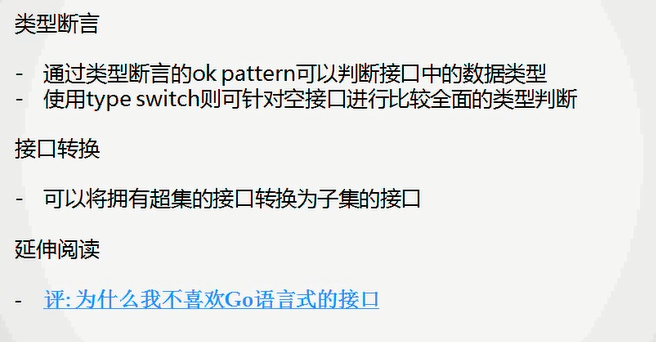 类型断言
- 通过类型断言的ok pattern可以判断接口中的数据类型
- 使用type switch则可针对空接口进行比较全面的类型判断
接口转换
- 可以将拥有超集的接口转换为子集的接口
延伸阅读
- 评: 为什么我不喜欢Go语言式的接口